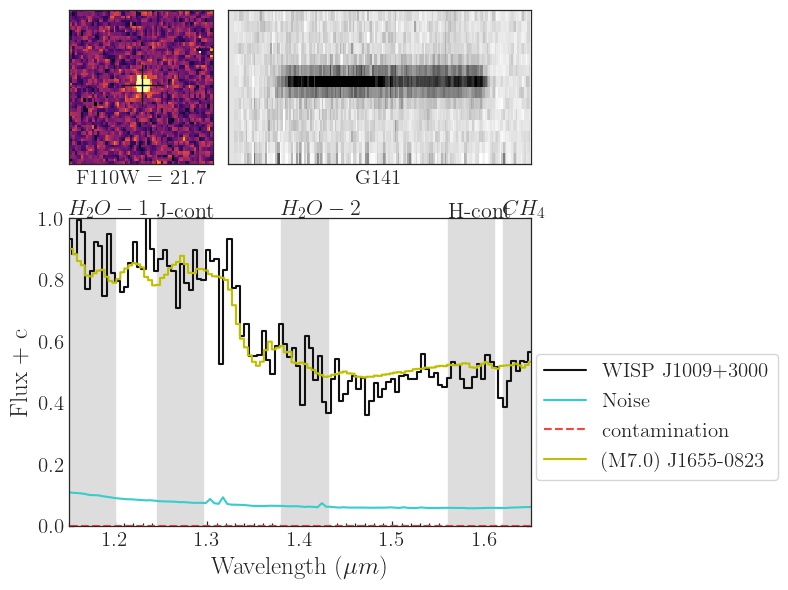 F110W = 21.7
G141
H₂O − 1
J-cont
H₂O − 2
H-cont
CH₄
1.0
0.8
0.6
0.4
0.2
0.0
Flux + c
1.2
1.3
1.4
1.5
1.6
Wavelength (μm)
WISP J1009+3000
Noise
contamination
(M7.0) J1655-0823